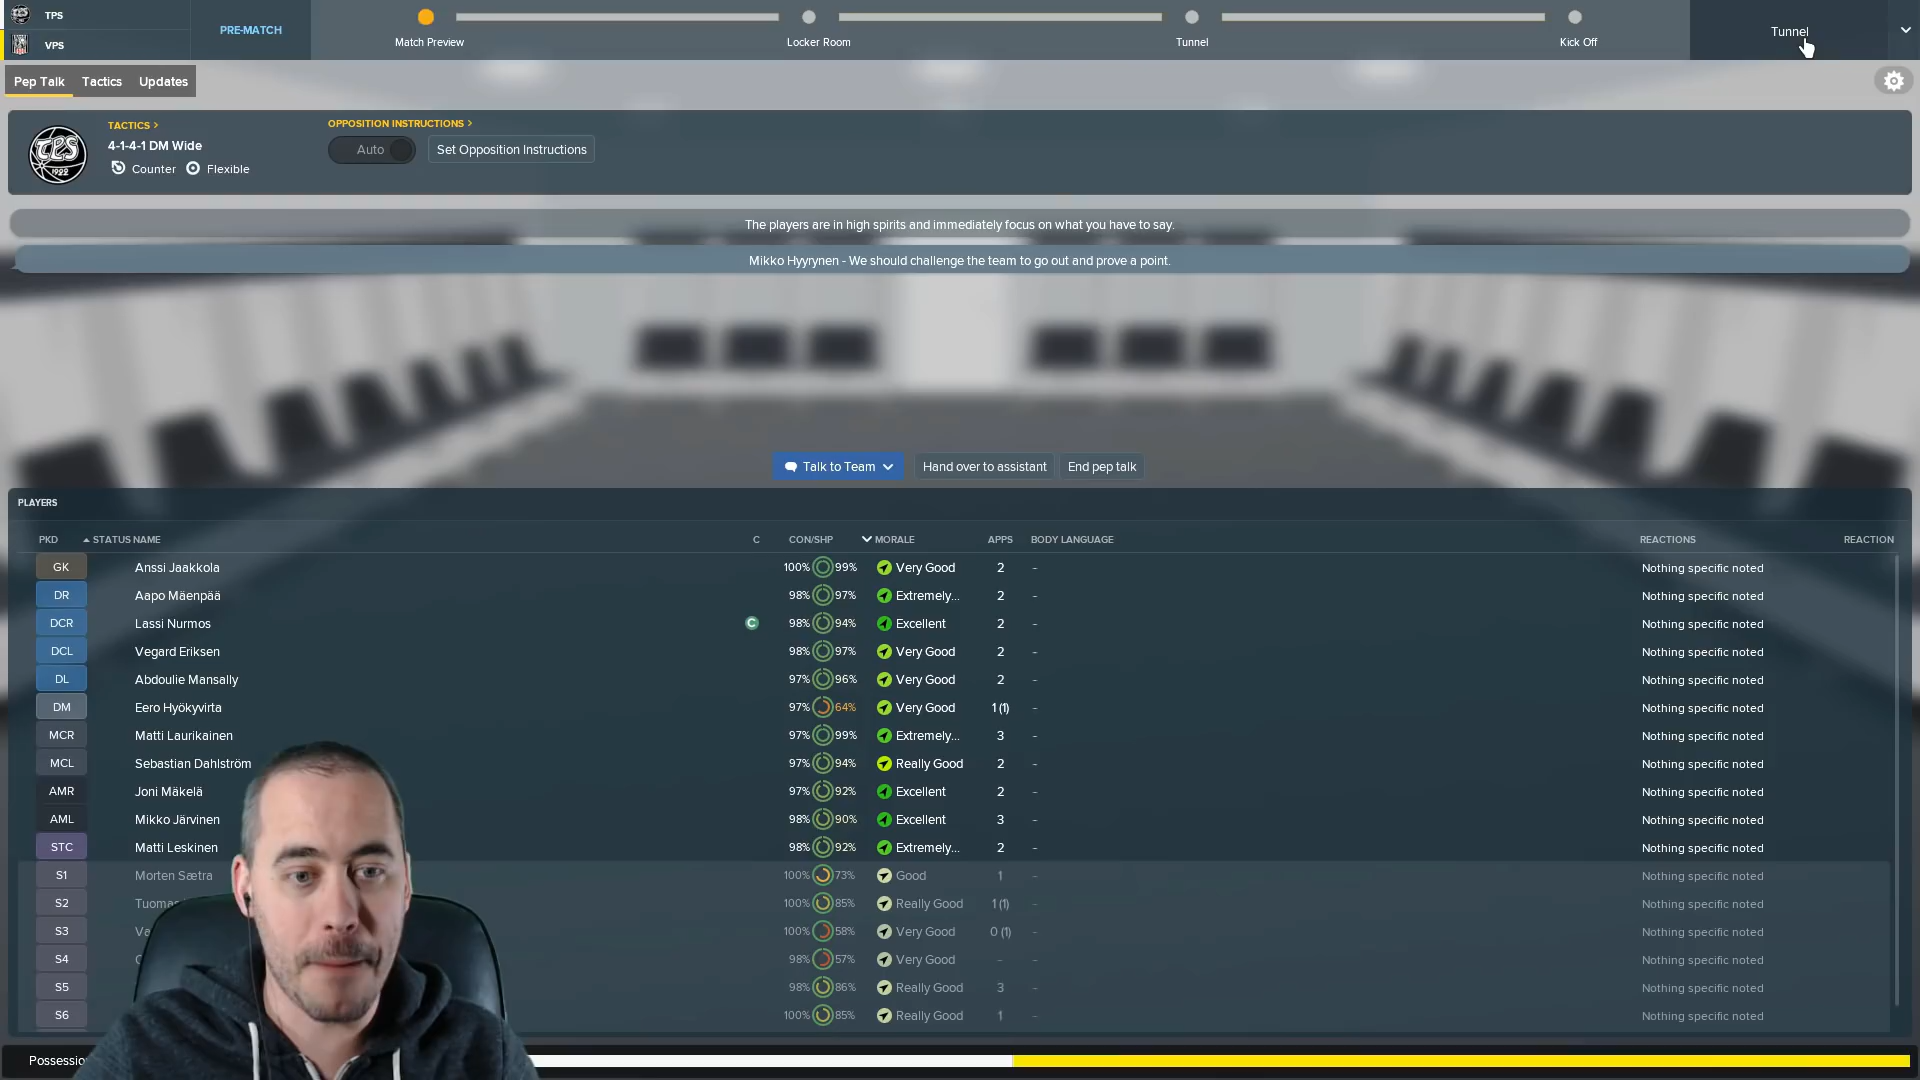 TPS
VPS
PRE-MATCH
Match Preview
Locker Room
Tunnel
Kick Off
Tunnel
Pep Talk
Tactics
Updates
TPS
1922
TACTICS >
4-1-4-1 DM Wide
Counter
Flexible
OPPOSITION INSTRUCTIONS >
Auto
Set Opposition Instructions
The players are in high spirits and immediately focus on what you have to say.
Mikko Hyyrynen - We should challenge the team to go out and prove a point.
Talk to Team
Hand over to assistant
End pep talk
PLAYERS
PKD STATUS NAME C CON/SHP MORALE APPS BODY LANGUAGE REACTIONS REACTION
GK Anssi Jaakkola 100% 99% Very Good 2 - Nothing specific noted
DR Aapo Mäenpää 98% 97% Extremely... 2 - Nothing specific noted
DCR Lassi Nurmos C 98% 94% Excellent 2 - Nothing specific noted
DCL Vegard Eriksen 98% 97% Very Good 2 - Nothing specific noted
DL Abdoulie Mansally 97% 96% Very Good 2 - Nothing specific noted
DM Eero Hyökyvirta 97% 64% Very Good 1 (1) - Nothing specific noted
MCR Matti Laurikainen 97% 99% Extremely... 3 - Nothing specific noted
MCL Sebastian Dahlström 97% 94% Really Good 2 - Nothing specific noted
AMR Joni Mäkelä 97% 92% Excellent 2 - Nothing specific noted
AML Mikko Järvinen 98% 90% Excellent 3 - Nothing specific noted
STC Matti Leskinen 98% 92% Extremely... 2 - Nothing specific noted
S1 Morten Sætra 100% 73% Good 1 - Nothing specific noted
S2 100% 85% Really Good 1 (1) - Nothing specific noted
S3 100% 58% Very Good 0 (1) - Nothing specific noted
S4 98% 57% Very Good - - Nothing specific noted
S5 98% 86% Really Good 3 - Nothing specific noted
S6 100% 85% Really Good 1 - Nothing specific noted